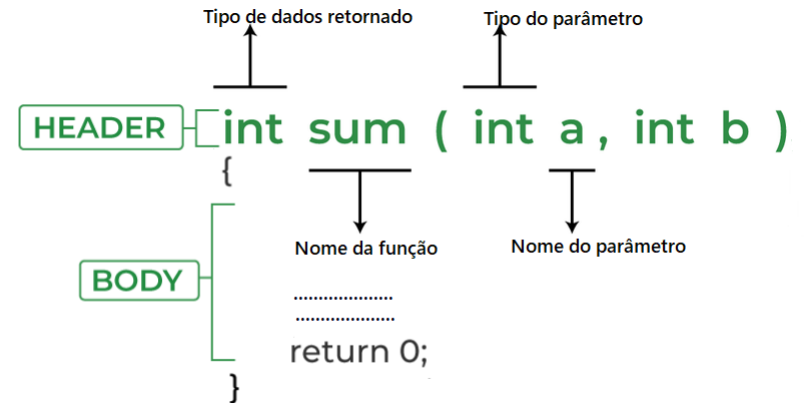 Tipo de dados retornado
Tipo do parâmetro
HEADER
int sum ( int a , int b )
{
Nome da função
Nome do parâmetro
BODY
.....................
.....................
return 0;
}